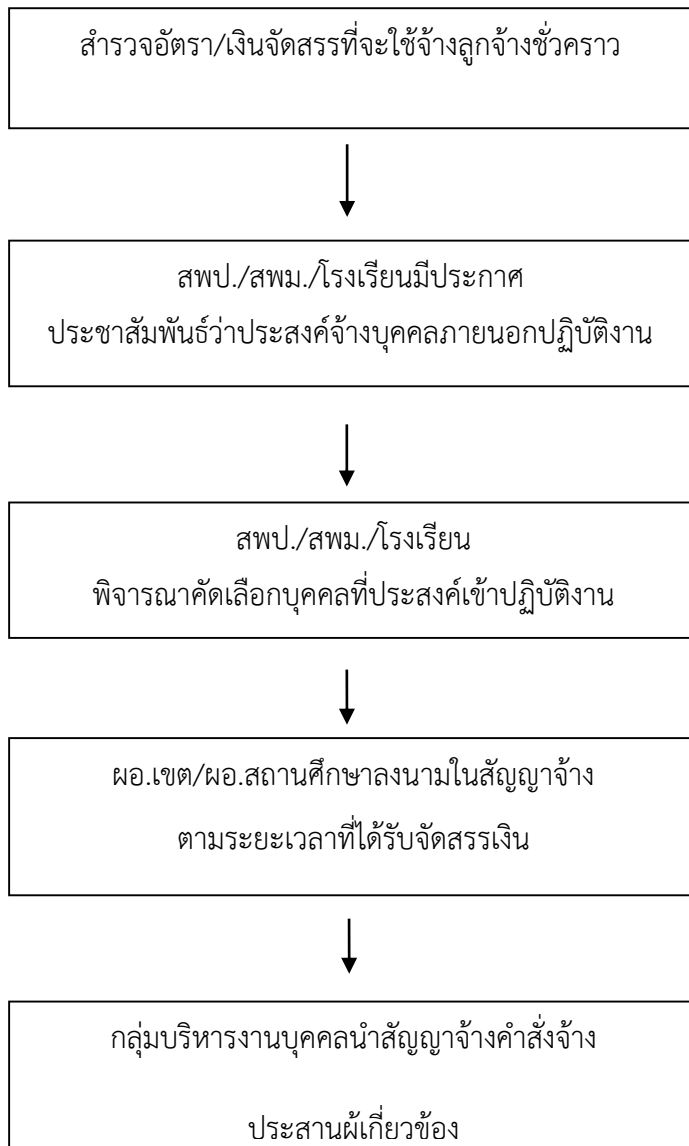 สำรวจอัตรา/เงินจัดสรรที่จะใช้จ้างลูกจ้างชั่วคราว
สพป./สพม./โรงเรียนมีประกาศ
ประชาสัมพันธ์ว่าประสงค์จ้างบุคคลภายนอกปฏิบัติงาน
สพป./สพม./โรงเรียน
พิจารณาคัดเลือกบุคคลที่ประสงค์เข้าปฏิบัติงาน
ผอ.เขต/ผอ.สถานศึกษาลงนามในสัญญาจ้าง
ตามระยะเวลาที่ได้รับจัดสรรเงิน
กลุ่มบริหารงานบุคคลนำสัญญาจ้างคำสั่งจ้าง
ประสานผู้เกี่ยวข้อง